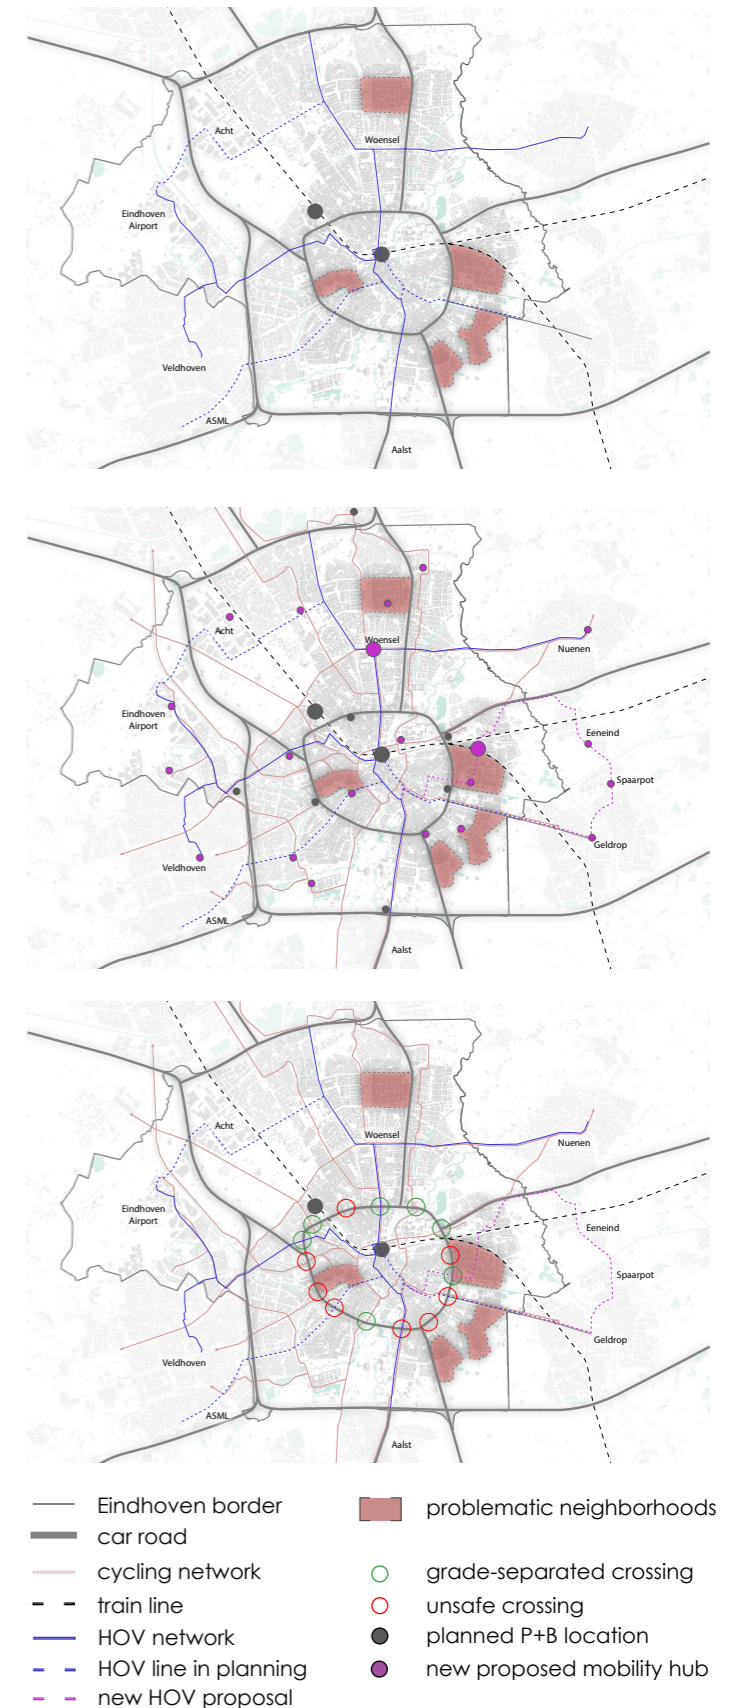 Acht
Woensel
Eindhoven
Airport
Veldhoven
ASML
Aalst
Acht
Woensel
Nuenen
Eindhoven
Airport
Eeneind
Spaarpot
Geldrop
Veldhoven
ASML
Aalst
Acht
Woensel
Nuenen
Eindhoven
Airport
Eeneind
Spaarpot
Geldrop
Veldhoven
ASML
Aalst
Eindhoven border
car road
cycling network
train line
HOV network
HOV line in planning
new HOV proposal
problematic neighborhoods
grade-separated crossing
unsafe crossing
planned P+B location
new proposed mobility hub